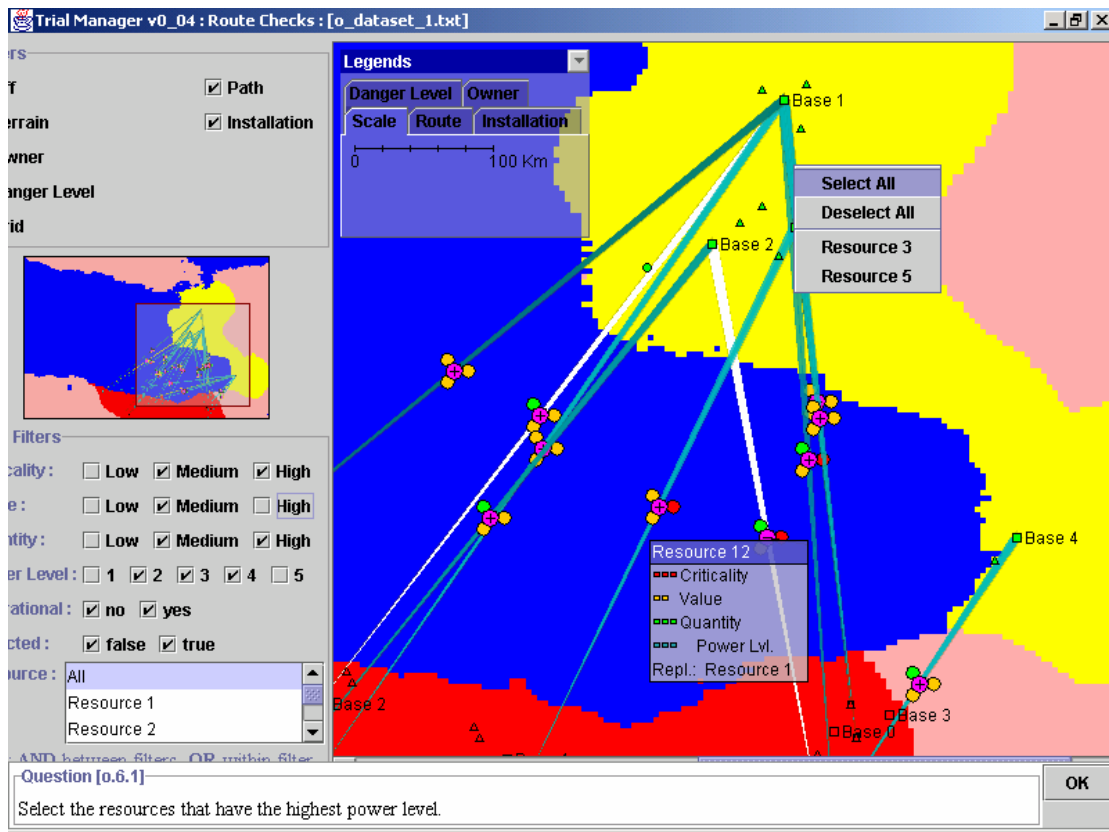 Trial Manager v0_04 : Route Checks : [o_dataset_1.txt]
ers
Path
errain
Installation
wner
anger Level
rid
Legends
Danger Level Owner
Scale Route Installation
0 100 Km
Base 1
Select All
Deselect All
Resource 3
Resource 5
Base 2
Filters
cality : Low Medium High
e : Low Medium High
ntity : Low Medium High
er Level : 1 2 3 4 5
rational : no yes
cted : false true
ource : All
Resource 1
Resource 2
AND between filters, OR within filter
Resource 12
Criticality
Value
Quantity
Power Lvl.
Repl.: Resource 1
Base 4
Base 2
Base 3
Base 0
Question [o.6.1]
Select the resources that have the highest power level.
OK